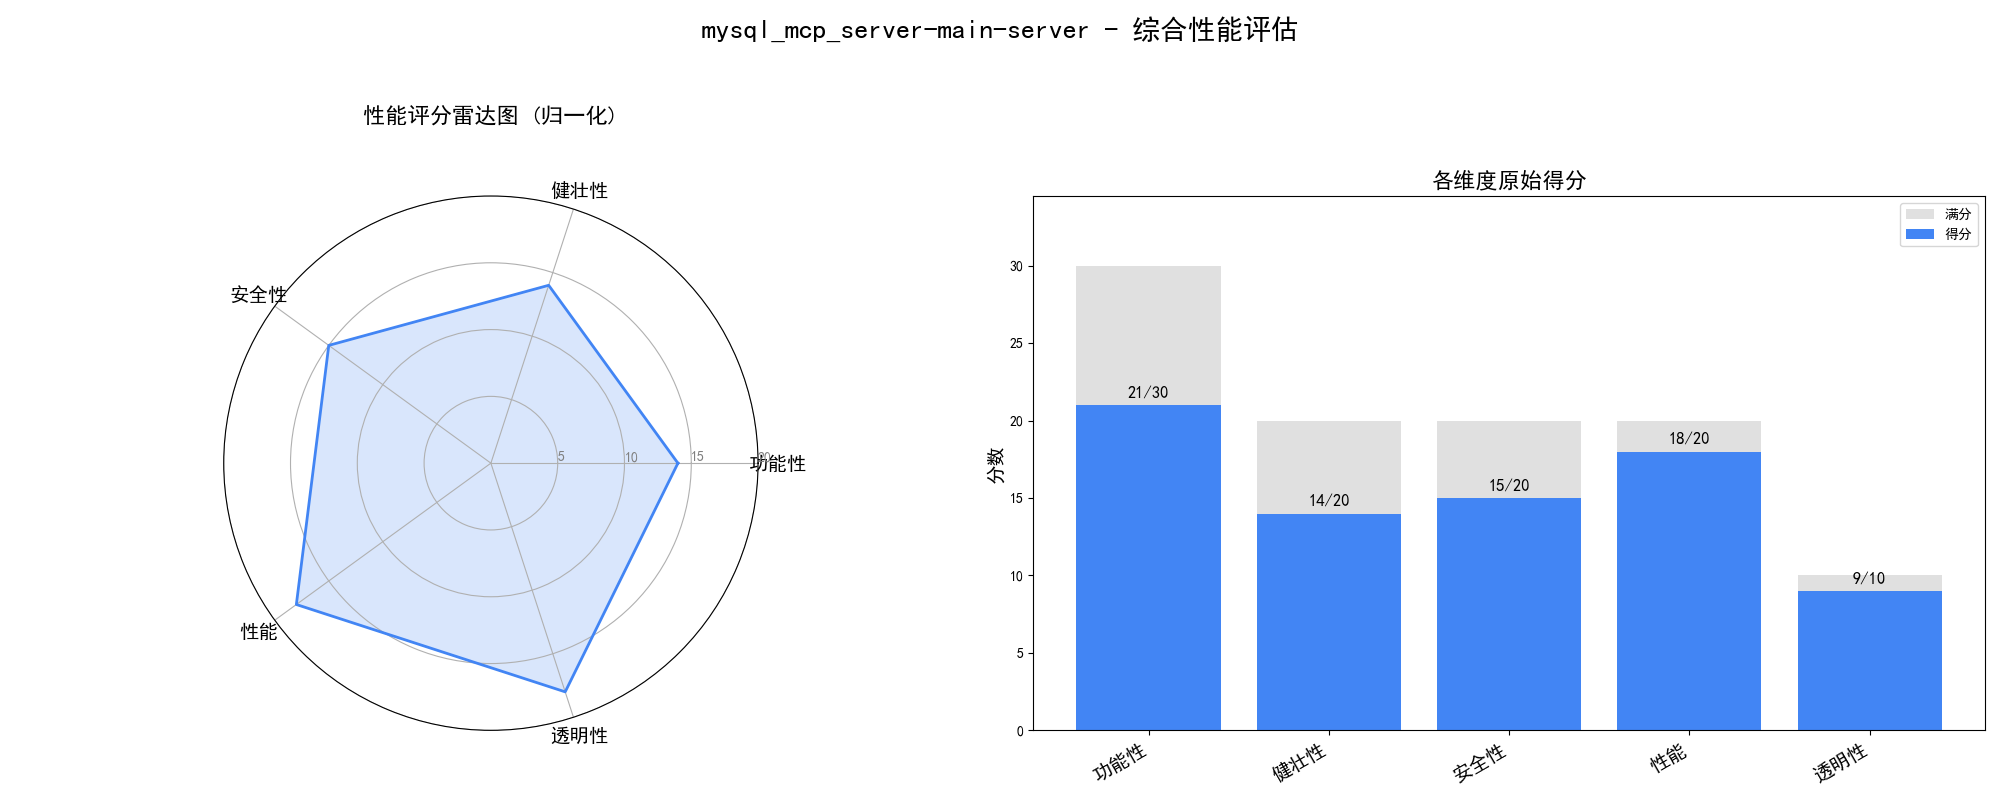 mysql_mcp_server-main-server - 综合性能评估
性能评分雷达图 (归一化)
健壮性
安全性
5
10
15
20
功能性
性能
透明性
各维度原始得分
满分
得分
分数
30
25
20
15
10
5
0
21/30
14/20
15/20
18/20
9/10
功能性
健壮性
安全性
性能
透明性